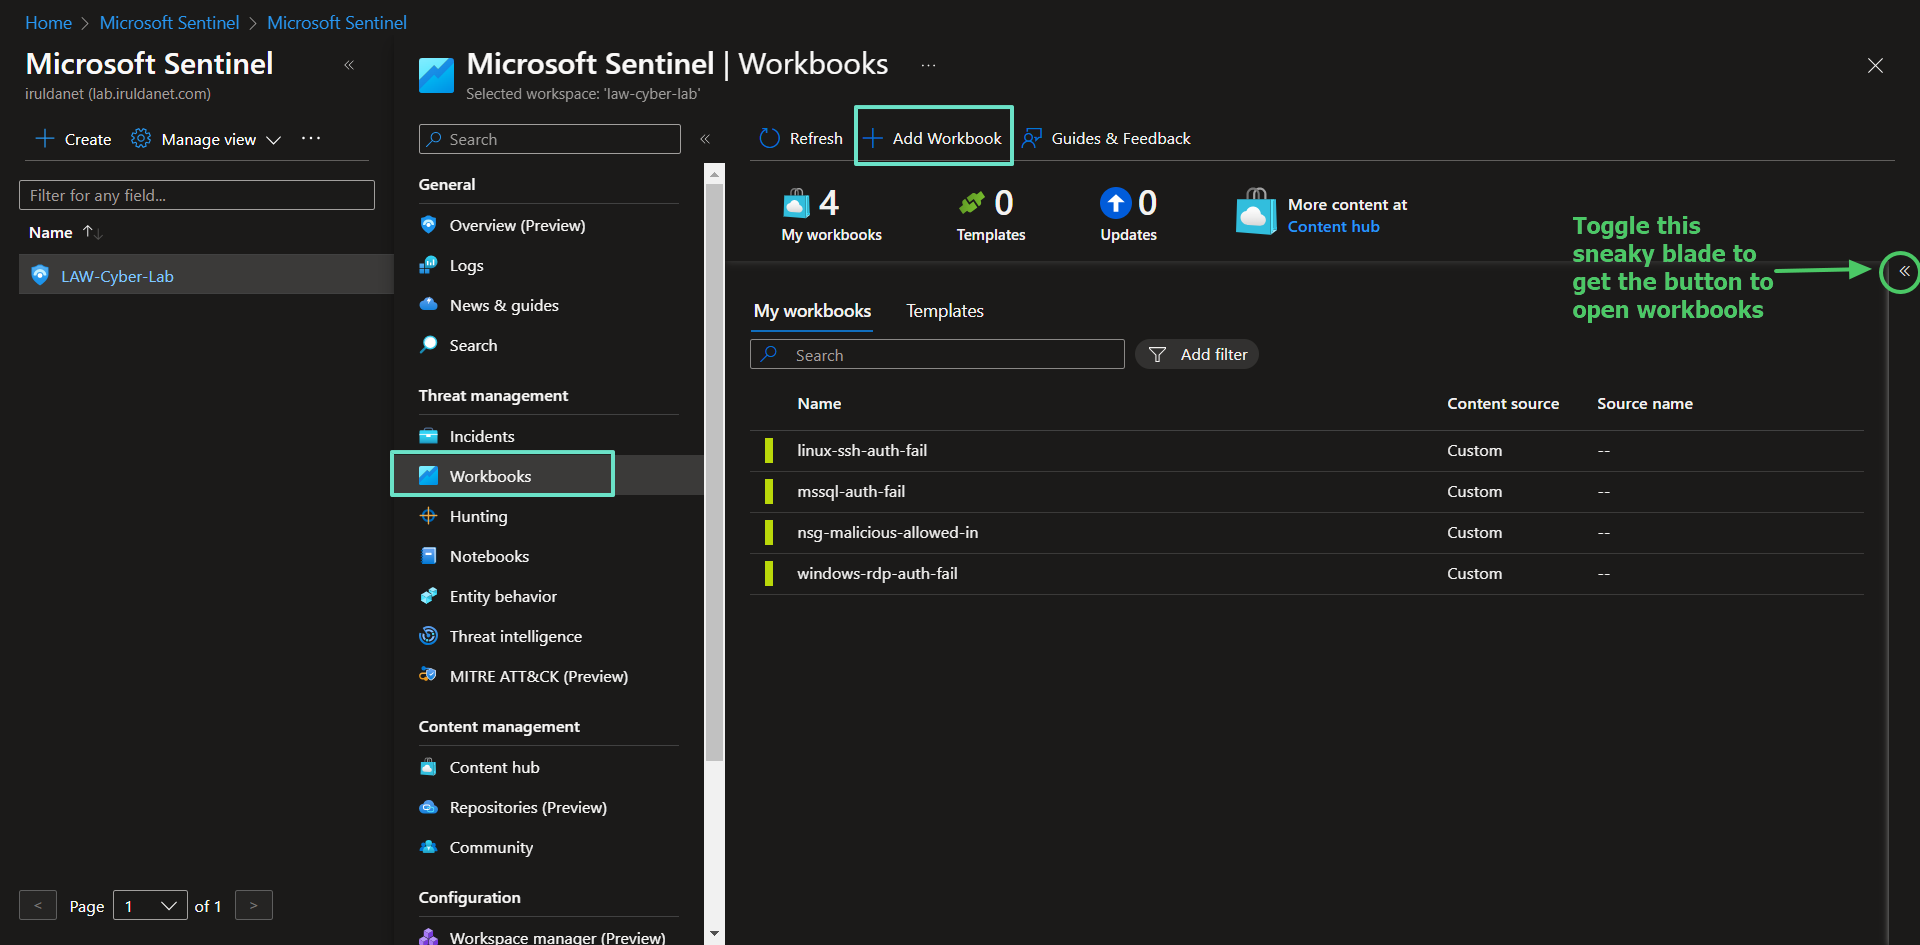 Home > Microsoft Sentinel > Microsoft Sentinel
Microsoft Sentinel
iruldanet (lab.iruldanet.com)
Create
Manage view
Filter for any field...
Name
LAW-Cyber-Lab
Page 1 of 1
Microsoft Sentinel | Workbooks
Selected workspace: 'law-cyber-lab'
Search
General
Overview (Preview)
Logs
News & guides
Search
Threat management
Incidents
Workbooks
Hunting
Notebooks
Entity behavior
Threat intelligence
MITRE ATT&CK (Preview)
Content management
Content hub
Repositories (Preview)
Community
Configuration
Workspace manager (Preview)
Refresh
Add Workbook
Guides & Feedback
4
My workbooks
0
Templates
0
Updates
More content at
Content hub
Toggle this
sneaky blade to
get the button to
open workbooks
My workbooks
Templates
Search
Add filter
Name Content source Source name
linux-ssh-auth-fail Custom --
mssql-auth-fail Custom --
nsg-malicious-allowed-in Custom --
windows-rdp-auth-fail Custom --